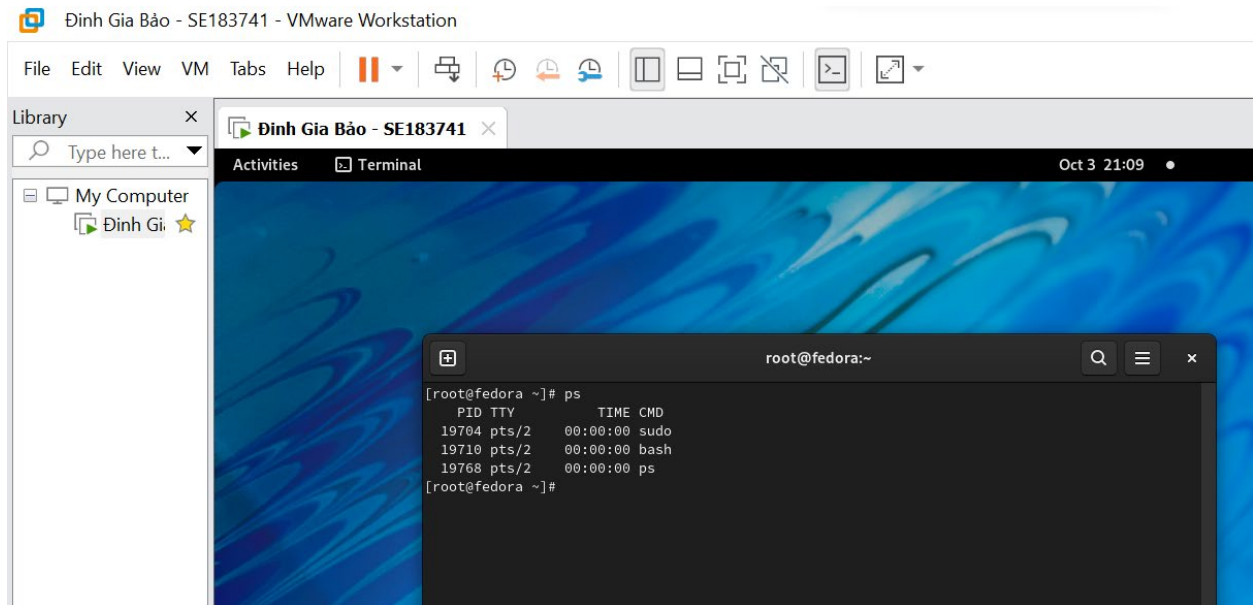 Đinh Gia Bảo - SE183741 - VMware Workstation
File Edit View VM Tabs Help
Library
Type here t...
Đinh Gia Bảo - SE183741
Activities Terminal Oct 3 21:09
My Computer
Đinh Gi
root@fedora:~
[root@fedora ~]# ps
PID TTY TIME CMD
19704 pts/2 00:00:00 sudo
19710 pts/2 00:00:00 bash
19768 pts/2 00:00:00 ps
[root@fedora ~]#